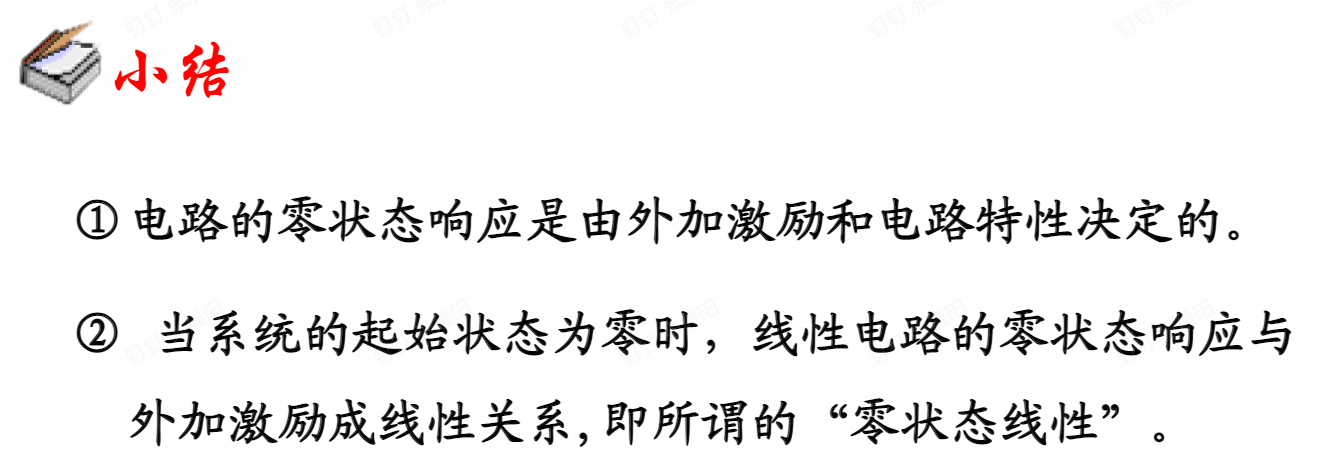 小结
① 电路的零状态响应是由外加激励和电路特性决定的。
② 当系统的起始状态为零时，线性电路的零状态响应与
外加激励成线性关系, 即所谓的“零状态线性”。